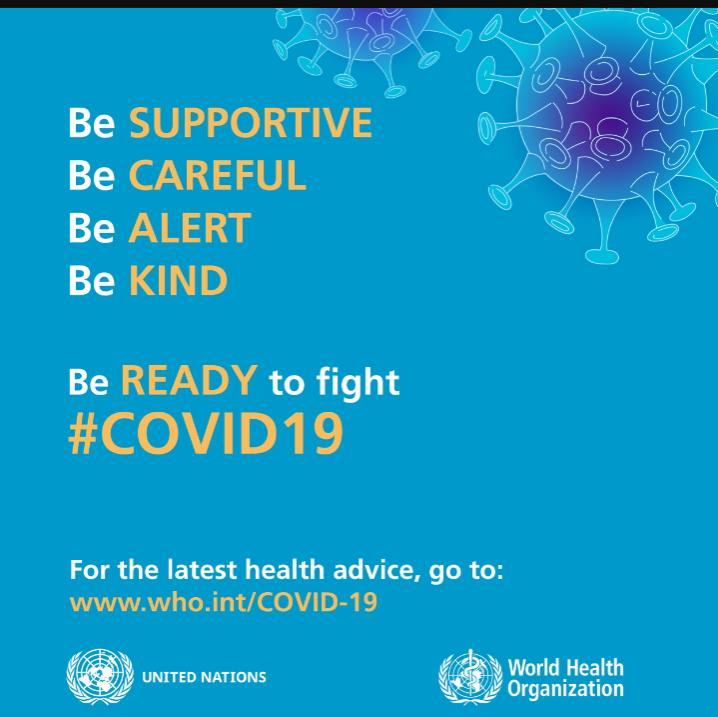 Be SUPPORTIVE
Be CAREFUL
Be ALERT
Be KIND
Be READY to fight
#COVID19
For the latest health advice, go to:
www.who.int/COVID-19
UNITED NATIONS
World Health
Organization